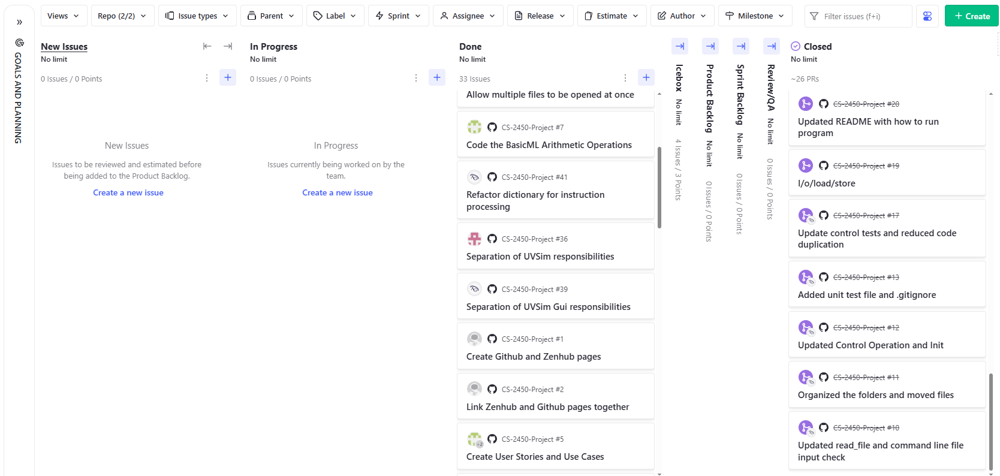 Views
Repo (2/2)
Issue types
Parent
Label
Sprint
Assignee
Release
Estimate
Author
Milestone
Filter issues (f+i)
Create
GOALS AND PLANNING
New Issues
No limit
0 Issues / 0 Points
New Issues
Issues to be reviewed and estimated before
being added to the Product Backlog.
Create a new issue
In Progress
No limit
0 Issues / 0 Points
In Progress
Issues currently being worked on by the
team.
Create a new issue
Done
No limit
33 Issues
Allow multiple files to be opened at once
CS-2450-Project #7
Code the BasicML Arithmetic Operations
CS-2450-Project #41
Refactor dictionary for instruction
processing
CS-2450-Project #36
Separation of UVSim responsibilities
CS-2450-Project #39
Separation of UVSim Gui responsibilities
CS-2450-Project #1
Create Github and Zenhub pages
CS-2450-Project #2
Link Zenhub and Github pages together
+2
CS-2450-Project #5
Create User Stories and Use Cases
Icebox No limit 4 Issues / 3 Points
Product Backlog No limit 0 Issues / 0 Points
Sprint Backlog No limit 0 Issues / 0 Points
Review/QA No limit 0 Issues / 0 Points
Closed
No limit
~26 PRs
CS-2450-Project #20
Updated README with how to run
program
CS-2450-Project #19
I/o/load/store
CS-2450-Project #17
Update control tests and reduced code
duplication
CS-2450-Project #13
Added unit test file and .gitignore
CS-2450-Project #12
Updated Control Operation and Init
CS-2450-Project #11
Organized the folders and moved files
CS-2450-Project #10
Updated read_file and command line file
input check